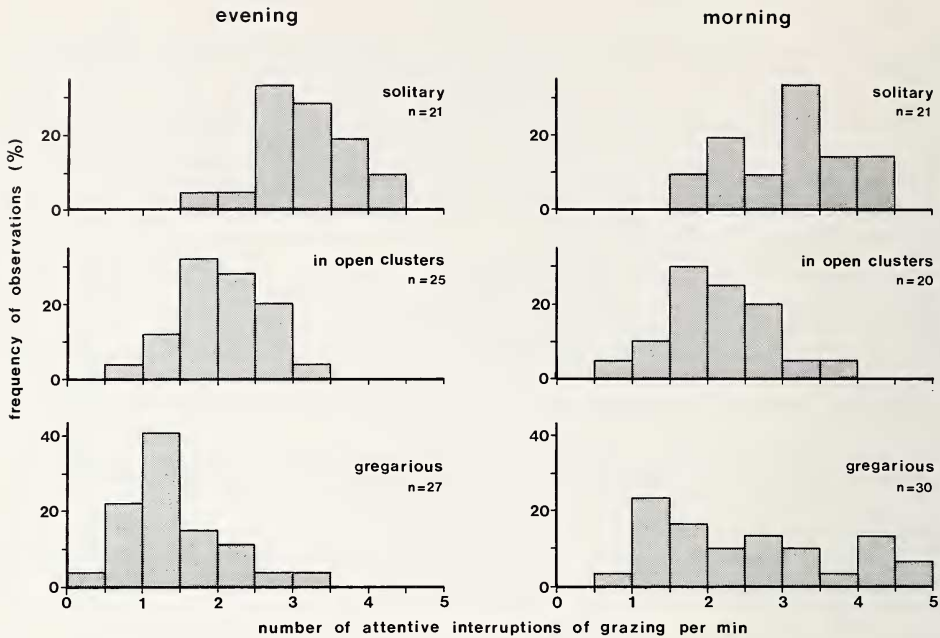 evening
morning
frequency of observations (%)
solitary
n=21
20
0
solitary
n=21
20
0
in open clusters
n=25
20
0
in open clusters
n=20
20
0
gregarious
n=27
40
20
0
gregarious
n=30
40
20
0
0 1 2 3 4 5
0 1 2 3 4 5
number of attentive interruptions of grazing per min